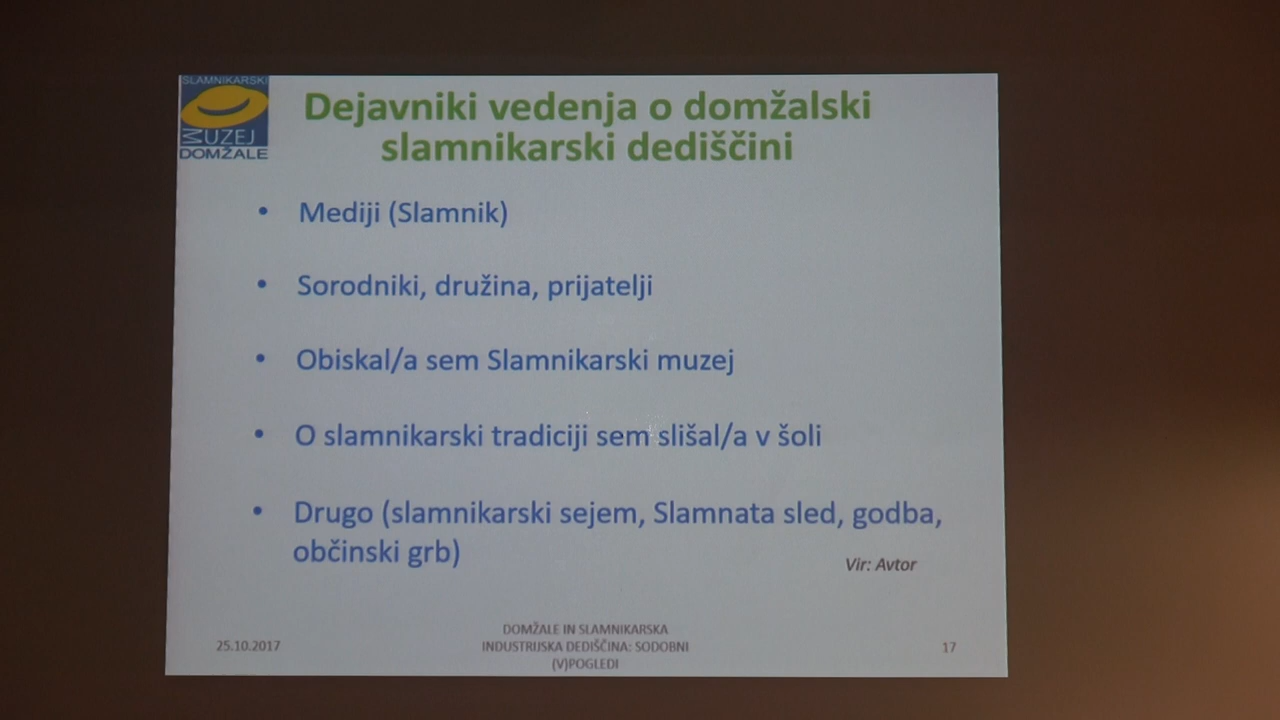 SLAMNIKARSKI
MUZEJ
DOMŽALE
Dejavniki vedenja o domžalski
slamnikarski dediščini
• Mediji (Slamnik)
• Sorodniki, družina, prijatelji
• Obiskal/a sem Slamnikarski muzej
• O slamnikarski tradiciji sem slišal/a v šoli
• Drugo (slamnikarski sejem, Slamnata sled, godba,
občinski grb)
Vir: Avtor
25.10.2017
DOMŽALE IN SLAMNIKARSKA
INDUSTRIJSKA DEDIŠČINA: SODOBNI
(V)POGLEDI
17